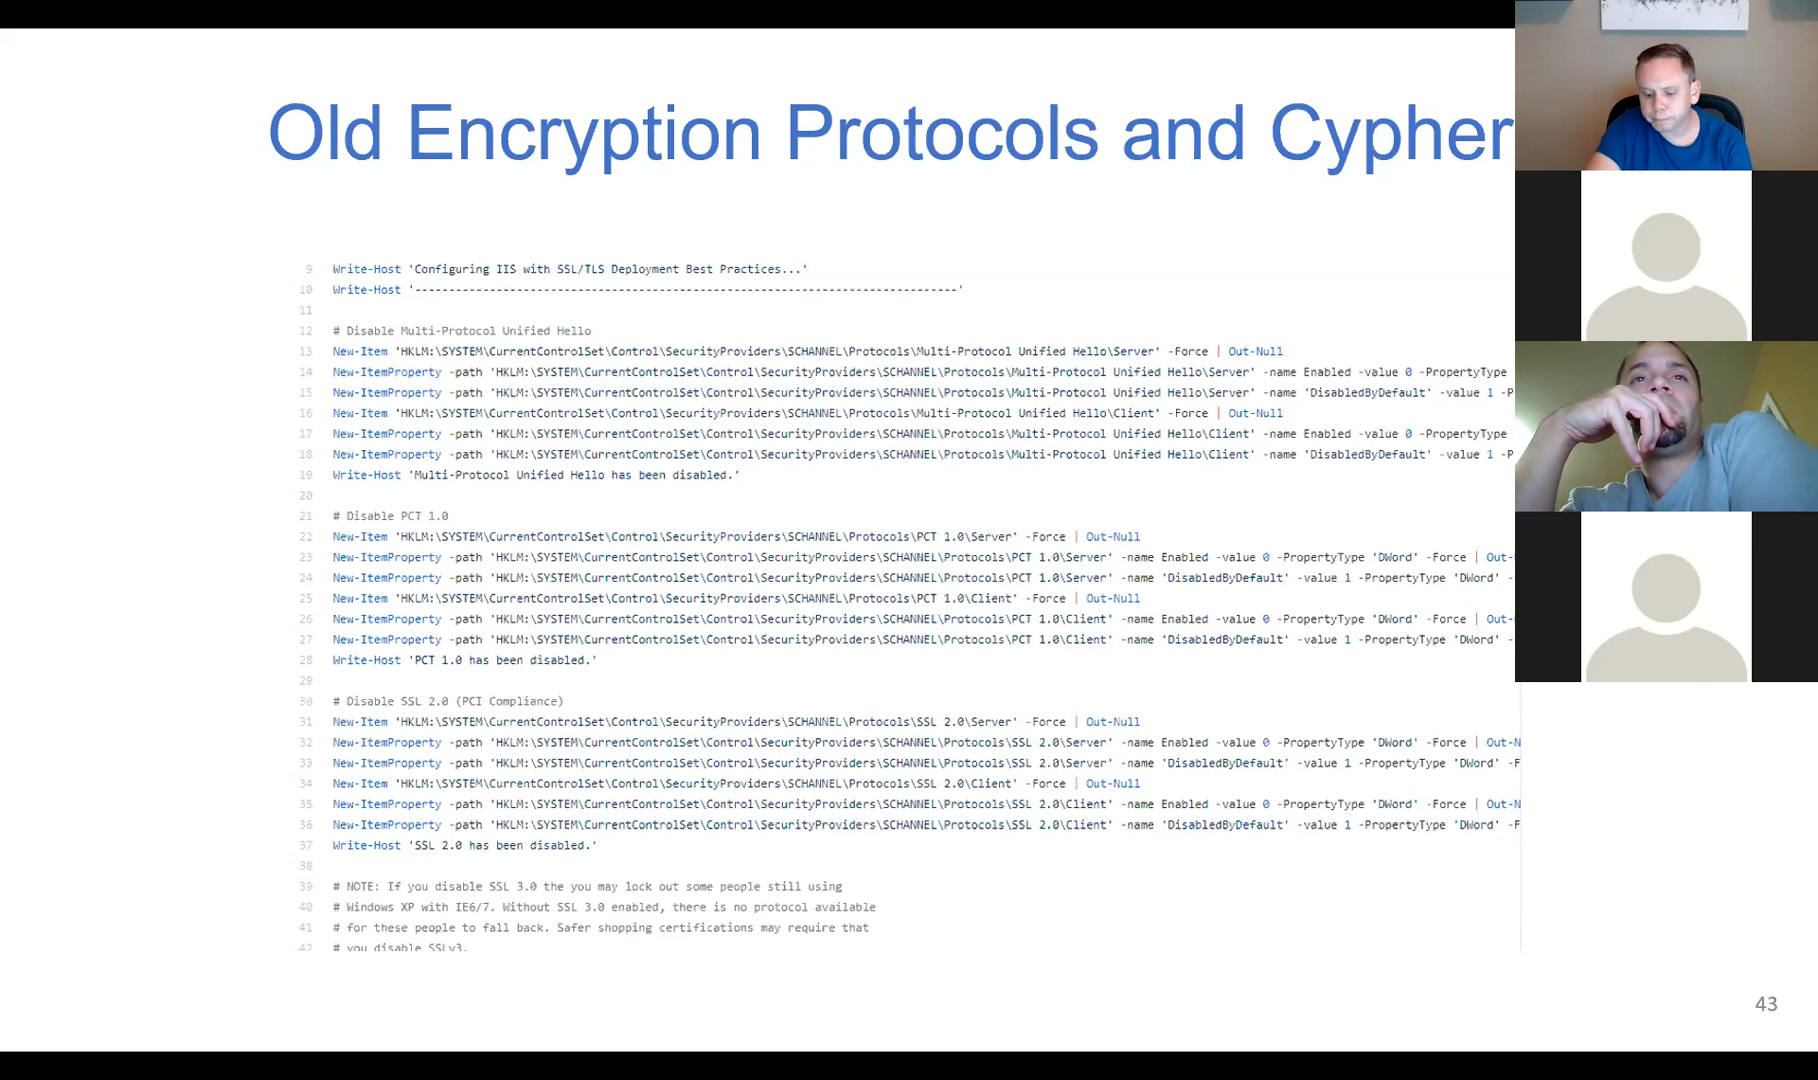 Old Encryption Protocols and Cypher
9 Write-Host 'Configuring IIS with SSL/TLS Deployment Best Practices...'
10 Write-Host '--------------------------------------------------------------------------------'
11
12 # Disable Multi-Protocol Unified Hello
13 New-Item 'HKLM:\SYSTEM\CurrentControlSet\Control\SecurityProviders\SCHANNEL\Protocols\Multi-Protocol Unified Hello\Server' -Force | Out-Null
14 New-ItemProperty -path 'HKLM:\SYSTEM\CurrentControlSet\Control\SecurityProviders\SCHANNEL\Protocols\Multi-Protocol Unified Hello\Server' -name Enabled -value 0 -PropertyType
15 New-ItemProperty -path 'HKLM:\SYSTEM\CurrentControlSet\Control\SecurityProviders\SCHANNEL\Protocols\Multi-Protocol Unified Hello\Server' -name 'DisabledByDefault' -value 1 -P
16 New-Item 'HKLM:\SYSTEM\CurrentControlSet\Control\SecurityProviders\SCHANNEL\Protocols\Multi-Protocol Unified Hello\Client' -Force | Out-Null
17 New-ItemProperty -path 'HKLM:\SYSTEM\CurrentControlSet\Control\SecurityProviders\SCHANNEL\Protocols\Multi-Protocol Unified Hello\Client' -name Enabled -value 0 -PropertyType
18 New-ItemProperty -path 'HKLM:\SYSTEM\CurrentControlSet\Control\SecurityProviders\SCHANNEL\Protocols\Multi-Protocol Unified Hello\Client' -name 'DisabledByDefault' -value 1 -P
19 Write-Host 'Multi-Protocol Unified Hello has been disabled.'
20
21 # Disable PCT 1.0
22 New-Item 'HKLM:\SYSTEM\CurrentControlSet\Control\SecurityProviders\SCHANNEL\Protocols\PCT 1.0\Server' -Force | Out-Null
23 New-ItemProperty -path 'HKLM:\SYSTEM\CurrentControlSet\Control\SecurityProviders\SCHANNEL\Protocols\PCT 1.0\Server' -name Enabled -value 0 -PropertyType 'DWord' -Force | Out-
24 New-ItemProperty -path 'HKLM:\SYSTEM\CurrentControlSet\Control\SecurityProviders\SCHANNEL\Protocols\PCT 1.0\Server' -name 'DisabledByDefault' -value 1 -PropertyType 'DWord' -
25 New-Item 'HKLM:\SYSTEM\CurrentControlSet\Control\SecurityProviders\SCHANNEL\Protocols\PCT 1.0\Client' -Force | Out-Null
26 New-ItemProperty -path 'HKLM:\SYSTEM\CurrentControlSet\Control\SecurityProviders\SCHANNEL\Protocols\PCT 1.0\Client' -name Enabled -value 0 -PropertyType 'DWord' -Force | Out-
27 New-ItemProperty -path 'HKLM:\SYSTEM\CurrentControlSet\Control\SecurityProviders\SCHANNEL\Protocols\PCT 1.0\Client' -name 'DisabledByDefault' -value 1 -PropertyType 'DWord' -
28 Write-Host 'PCT 1.0 has been disabled.'
29
30 # Disable SSL 2.0 (PCI Compliance)
31 New-Item 'HKLM:\SYSTEM\CurrentControlSet\Control\SecurityProviders\SCHANNEL\Protocols\SSL 2.0\Server' -Force | Out-Null
32 New-ItemProperty -path 'HKLM:\SYSTEM\CurrentControlSet\Control\SecurityProviders\SCHANNEL\Protocols\SSL 2.0\Server' -name Enabled -value 0 -PropertyType 'DWord' -Force | Out-N
33 New-ItemProperty -path 'HKLM:\SYSTEM\CurrentControlSet\Control\SecurityProviders\SCHANNEL\Protocols\SSL 2.0\Server' -name 'DisabledByDefault' -value 1 -PropertyType 'DWord' -F
34 New-Item 'HKLM:\SYSTEM\CurrentControlSet\Control\SecurityProviders\SCHANNEL\Protocols\SSL 2.0\Client' -Force | Out-Null
35 New-ItemProperty -path 'HKLM:\SYSTEM\CurrentControlSet\Control\SecurityProviders\SCHANNEL\Protocols\SSL 2.0\Client' -name Enabled -value 0 -PropertyType 'DWord' -Force | Out-N
36 New-ItemProperty -path 'HKLM:\SYSTEM\CurrentControlSet\Control\SecurityProviders\SCHANNEL\Protocols\SSL 2.0\Client' -name 'DisabledByDefault' -value 1 -PropertyType 'DWord' -F
37 Write-Host 'SSL 2.0 has been disabled.'
38
39 # NOTE: If you disable SSL 3.0 the you may lock out some people still using
40 # Windows XP with IE6/7. Without SSL 3.0 enabled, there is no protocol available
41 # for these people to fall back. Safer shopping certifications may require that
42 # you disable SSLv3.
43